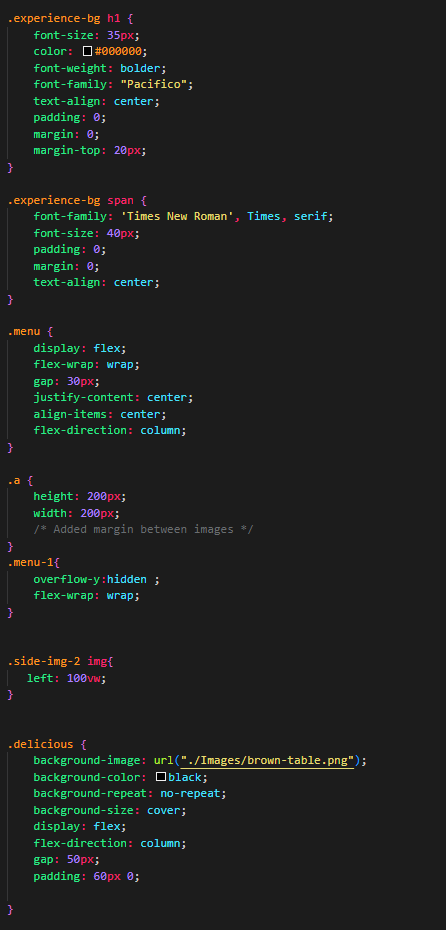 .experience-bg h1 {
    font-size: 35px;
    color: #000000;
    font-weight: bolder;
    font-family: "Pacifico";
    text-align: center;
    padding: 0;
    margin: 0;
    margin-top: 20px;
}
.experience-bg span {
    font-family: 'Times New Roman', Times, serif;
    font-size: 40px;
    padding: 0;
    margin: 0;
    text-align: center;
}
.menu {
    display: flex;
    flex-wrap: wrap;
    gap: 30px;
    justify-content: center;
    align-items: center;
    flex-direction: column;
}
.a {
    height: 200px;
    width: 200px;
    /* Added margin between images */
}
.menu-1{
    overflow-y:hidden ;
    flex-wrap: wrap;
}
.side-img-2 img{
   left: 100vw;
}
.delicious {
    background-image: url("./Images/brown-table.png");
    background-color: black;
    background-repeat: no-repeat;
    background-size: cover;
    display: flex;
    flex-direction: column;
    gap: 50px;
    padding: 60px 0;
}